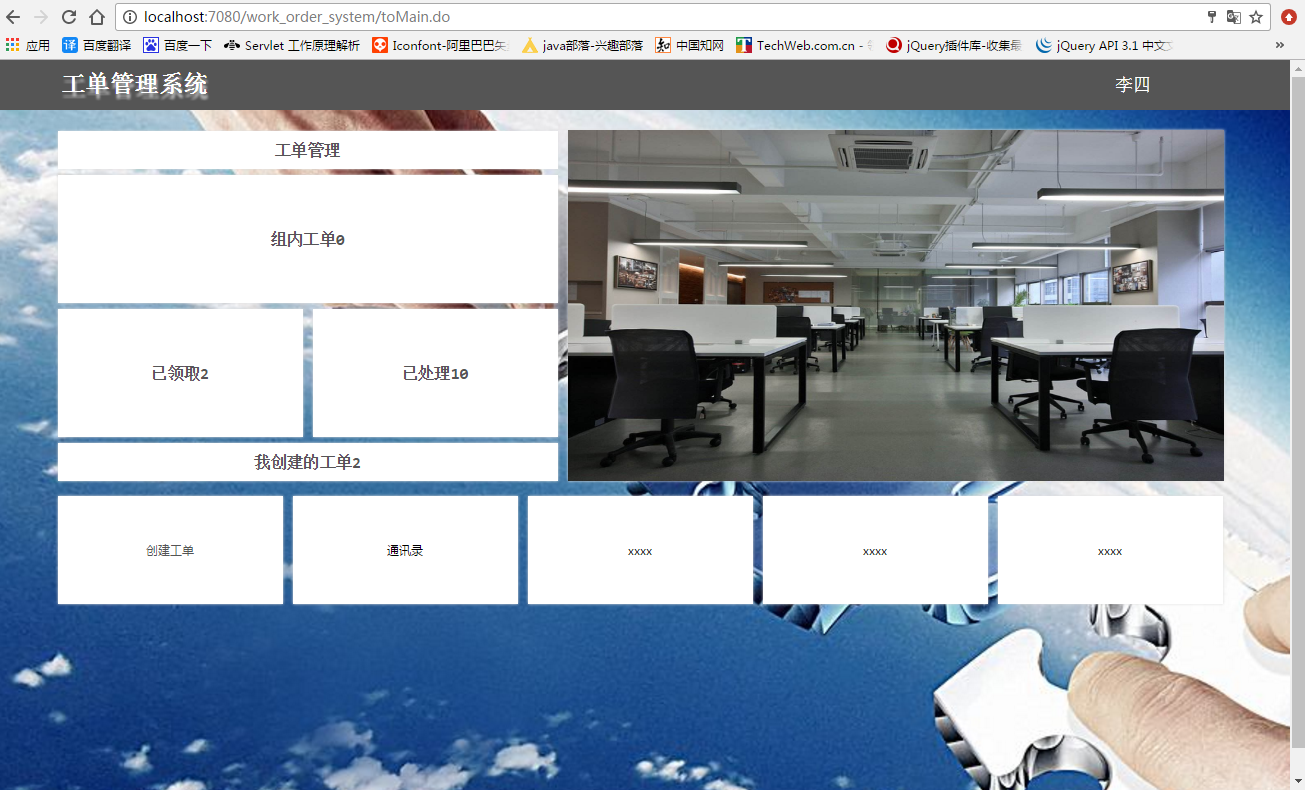 localhost:7080/work_order_system/toMain.do
应用 百度翻译 百度一下 Servlet 工作原理解析 Iconfont-阿里巴巴矢 java部落-兴趣部落 中国知网 TechWeb.com.cn - jQuery插件库-收集最 jQuery API 3.1 中文 »
工单管理系统 李四
工单管理
组内工单0
已领取2 已处理10
我创建的工单2
创建工单 通讯录 xxxx xxxx xxxx